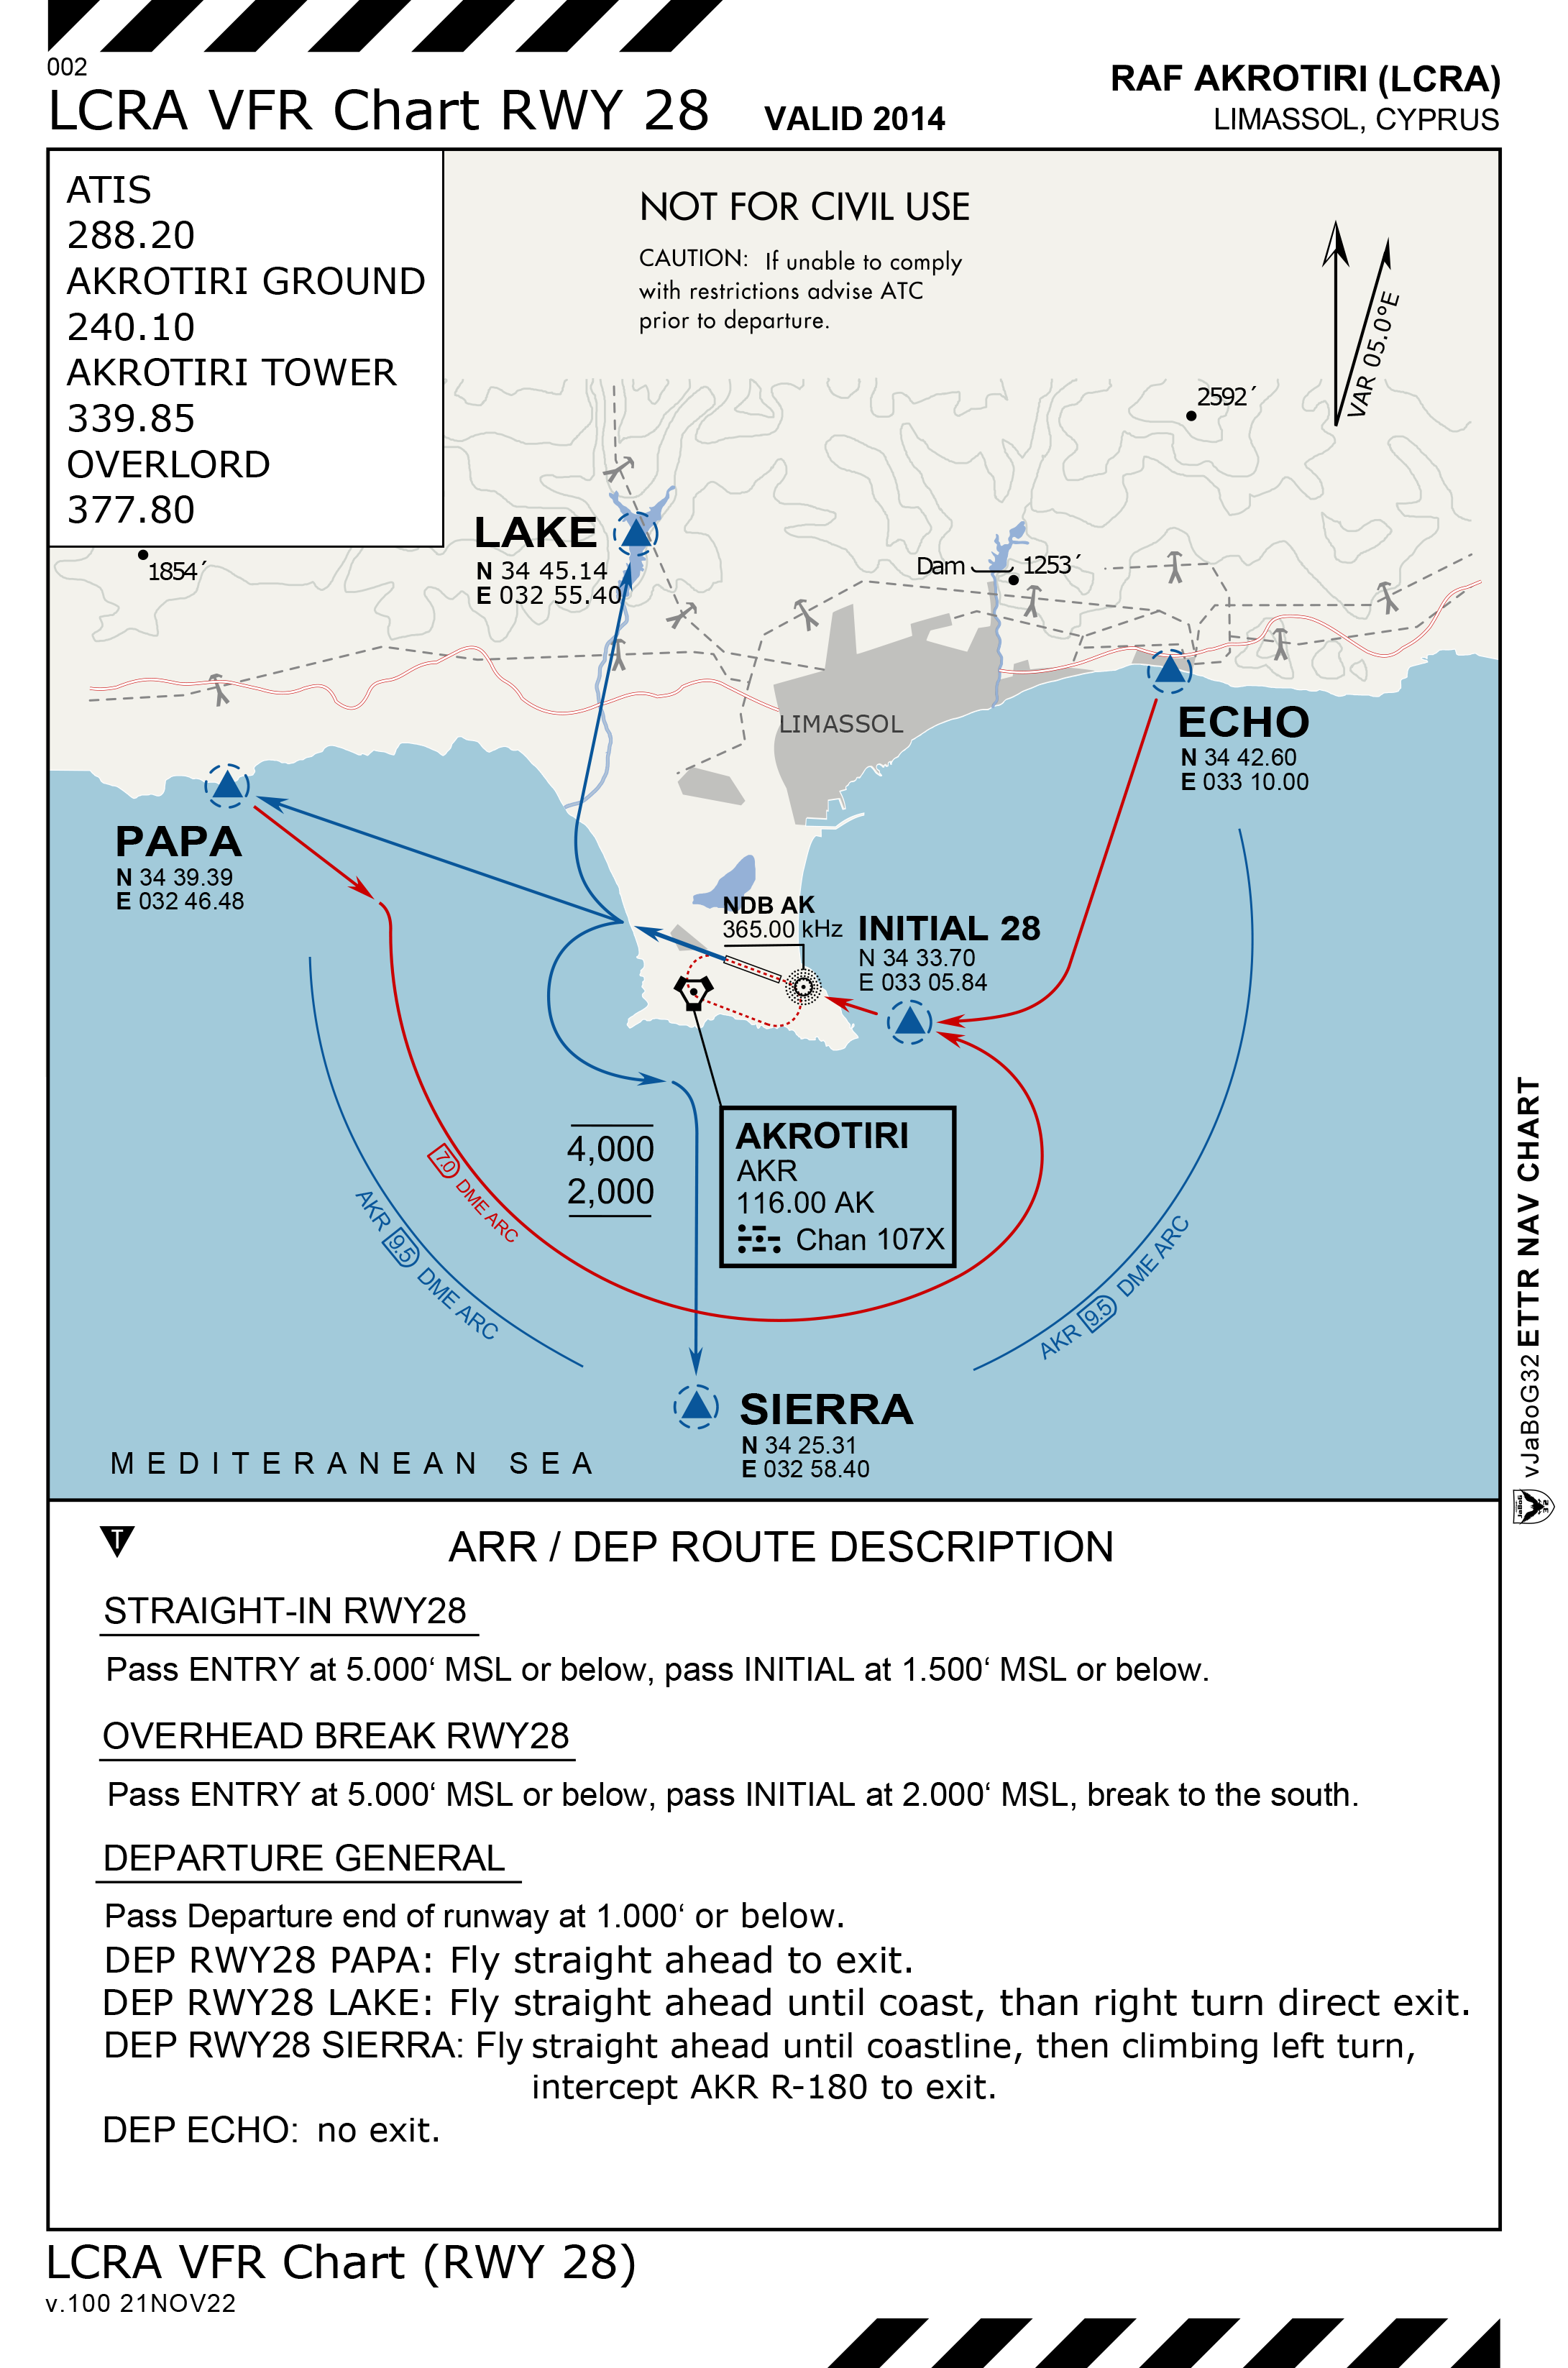 002
LCRA VFR Chart RWY 28
VALID 2014
RAF AKROTIRI (LCRA)
LIMASSOL, CYPRUS
ATIS
288.20
AKROTIRI GROUND
240.10
AKROTIRI TOWER
339.85
OVERLORD
377.80
NOT FOR CIVIL USE
CAUTION: If unable to comply
with restrictions advise ATC
prior to departure.
VAR 05.0°E
2592´
1854´
LAKE
N 34 45.14
E 032 55.40
Dam
1253´
LIMASSOL
ECHO
N 34 42.60
E 033 10.00
PAPA
N 34 39.39
E 032 46.48
NDB AK
365.00 kHz
INITIAL 28
N 34 33.70
E 033 05.84
AKROTIRI
AKR
116.00 AK
Chan 107X
4,000
2,000
7.0 DME ARC
AKR 9.5 DME ARC
AKR 9.5 DME ARC
SIERRA
N 34 25.31
E 032 58.40
MEDITERANEAN SEA
vJaBoG32 ETTR NAV CHART
T
ARR / DEP ROUTE DESCRIPTION
STRAIGHT-IN RWY28
Pass ENTRY at 5.000‘ MSL or below, pass INITIAL at 1.500‘ MSL or below.
OVERHEAD BREAK RWY28
Pass ENTRY at 5.000‘ MSL or below, pass INITIAL at 2.000‘ MSL, break to the south.
DEPARTURE GENERAL
Pass Departure end of runway at 1.000‘ or below.
DEP RWY28 PAPA: Fly straight ahead to exit.
DEP RWY28 LAKE: Fly straight ahead until coast, than right turn direct exit.
DEP RWY28 SIERRA: Fly straight ahead until coastline, then climbing left turn,
intercept AKR R-180 to exit.
DEP ECHO: no exit.
LCRA VFR Chart (RWY 28)
v.100 21NOV22